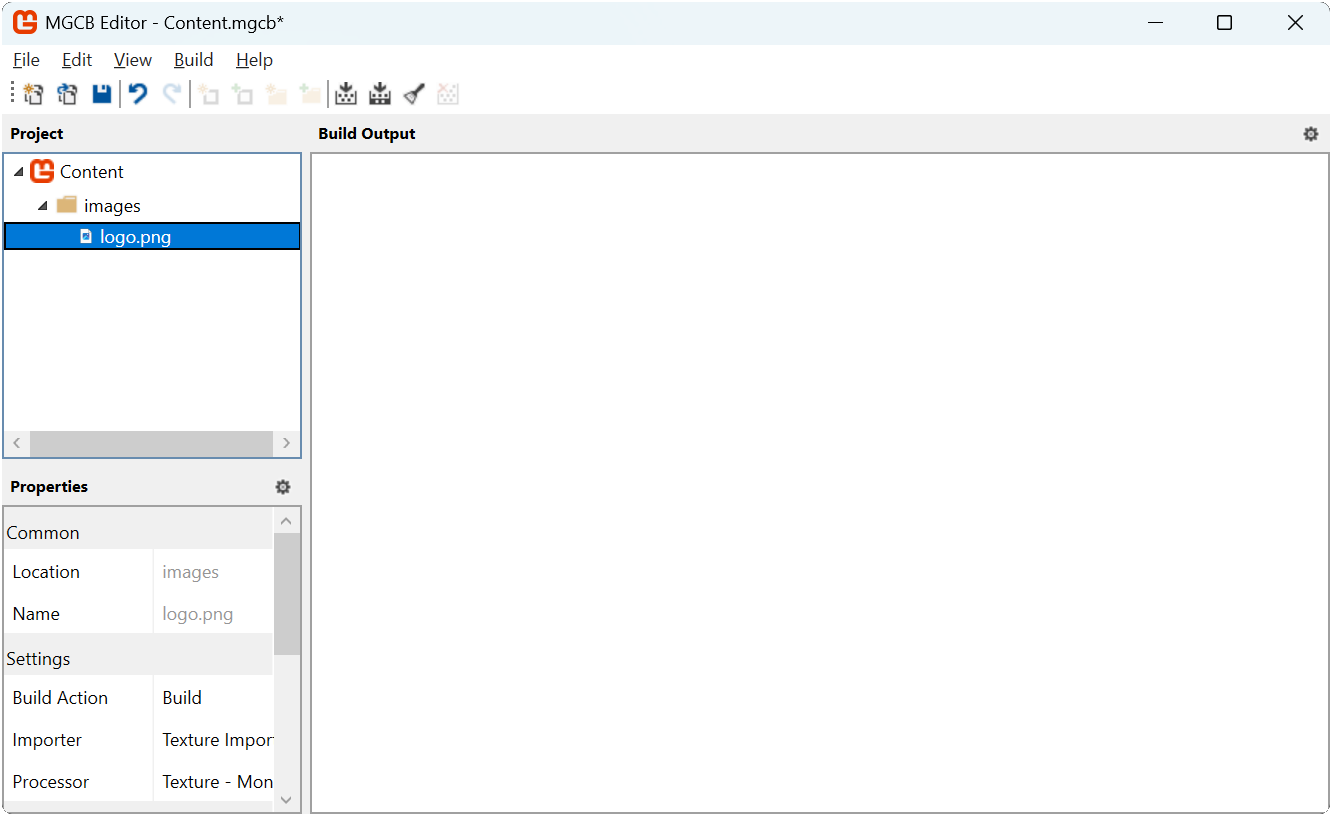 MGCB Editor - Content.mgcb*
File Edit View Build Help
Project
Build Output
Content
images
logo.png
Properties
Common
Location images
Name logo.png
Settings
Build Action Build
Importer Texture Impor
Processor Texture - Mon